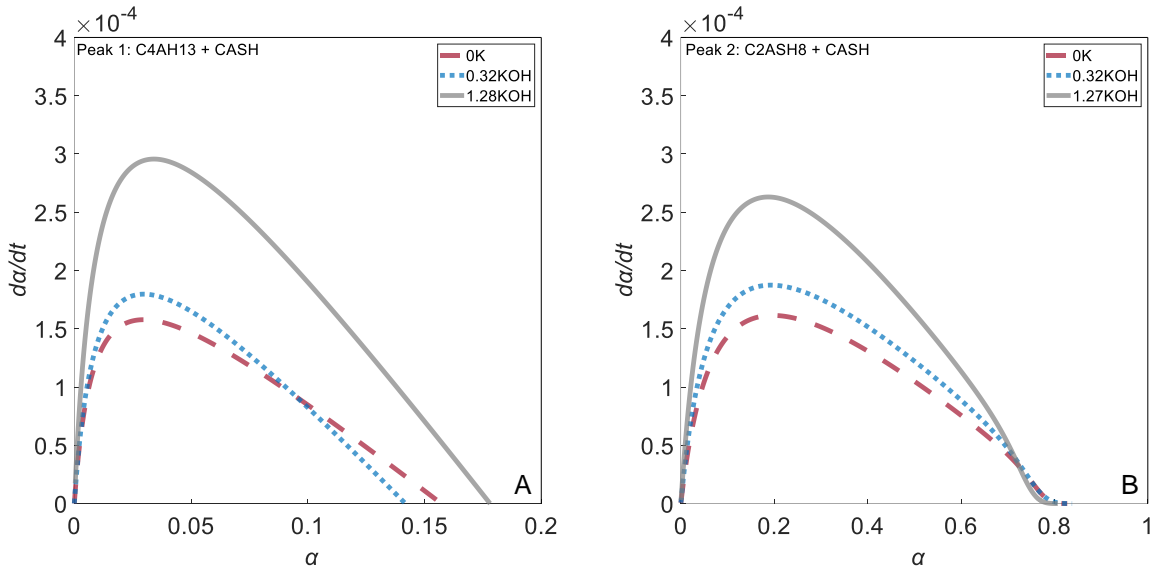 ×10-4
4
Peak 1: C4AH13 + CASH
0K
0.32KOH
1.28KOH
3.5
3
2.5
2
1.5
1
0.5
0
dα/dt
0
0.05
0.1
0.15
0.2
α
A
×10-4
4
Peak 2: C2ASH8 + CASH
0K
0.32KOH
1.27KOH
3.5
3
2.5
2
1.5
1
0.5
0
dα/dt
0
0.2
0.4
0.6
0.8
1
α
B